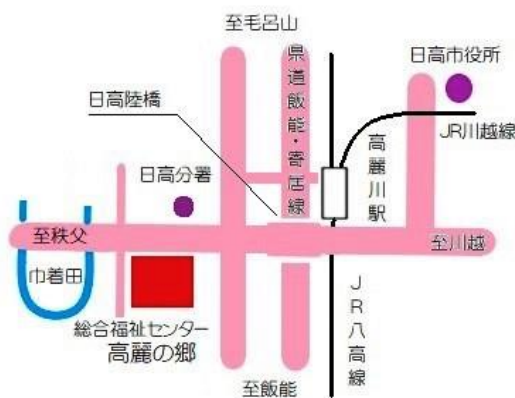 至毛呂山
日高市役所
県道飯能・寄居線
日高陸橋
JR川越線
高麗川駅
日高分署
至秩父
至川越
巾着田
JR八高線
総合福祉センター
高麗の郷
至飯能